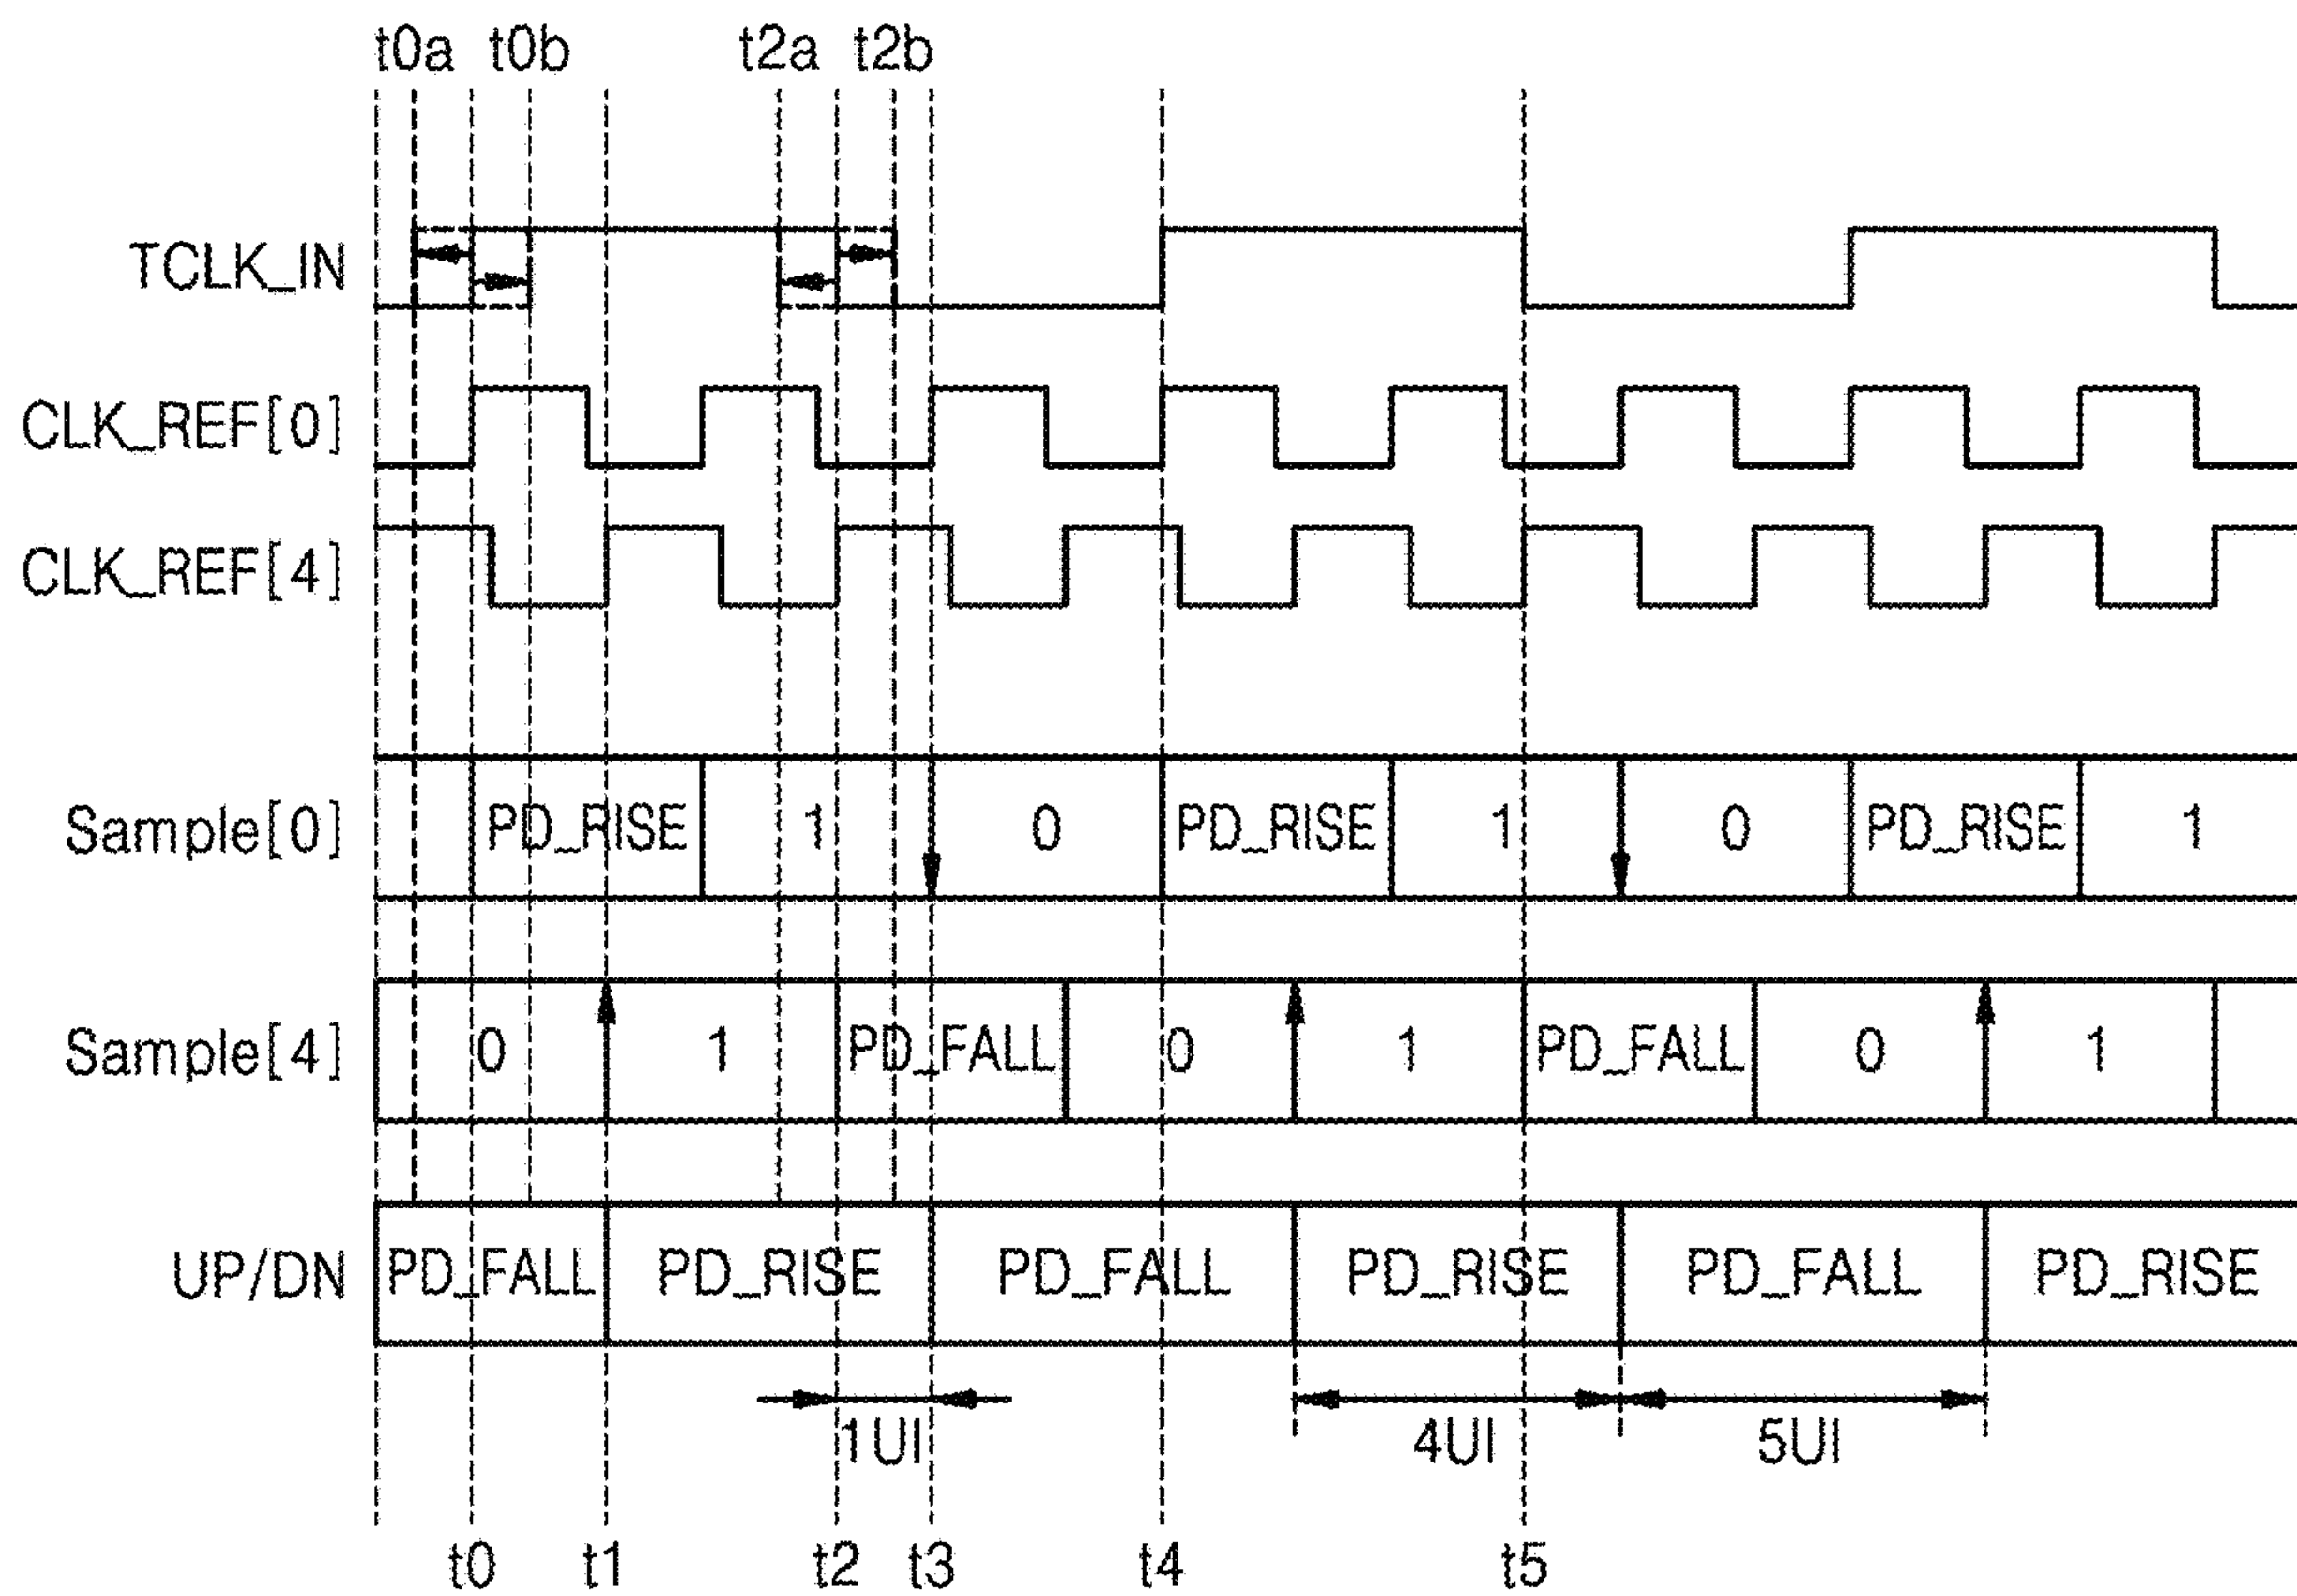 t0a t0b t2a t2b
TCLK_IN
CLK_REF[0]
CLK_REF[4]
Sample[0] PD_RISE 1 0 PD_RISE 1 0 PD_RISE 1
Sample[4] 0 1 PD_FALL 0 1 PD_FALL 0 1
UP/DN PD_FALL PD_RISE PD_FALL PD_RISE PD_FALL PD_RISE
1UI 4UI 5UI
t0 t1 t2 t3 t4 t5